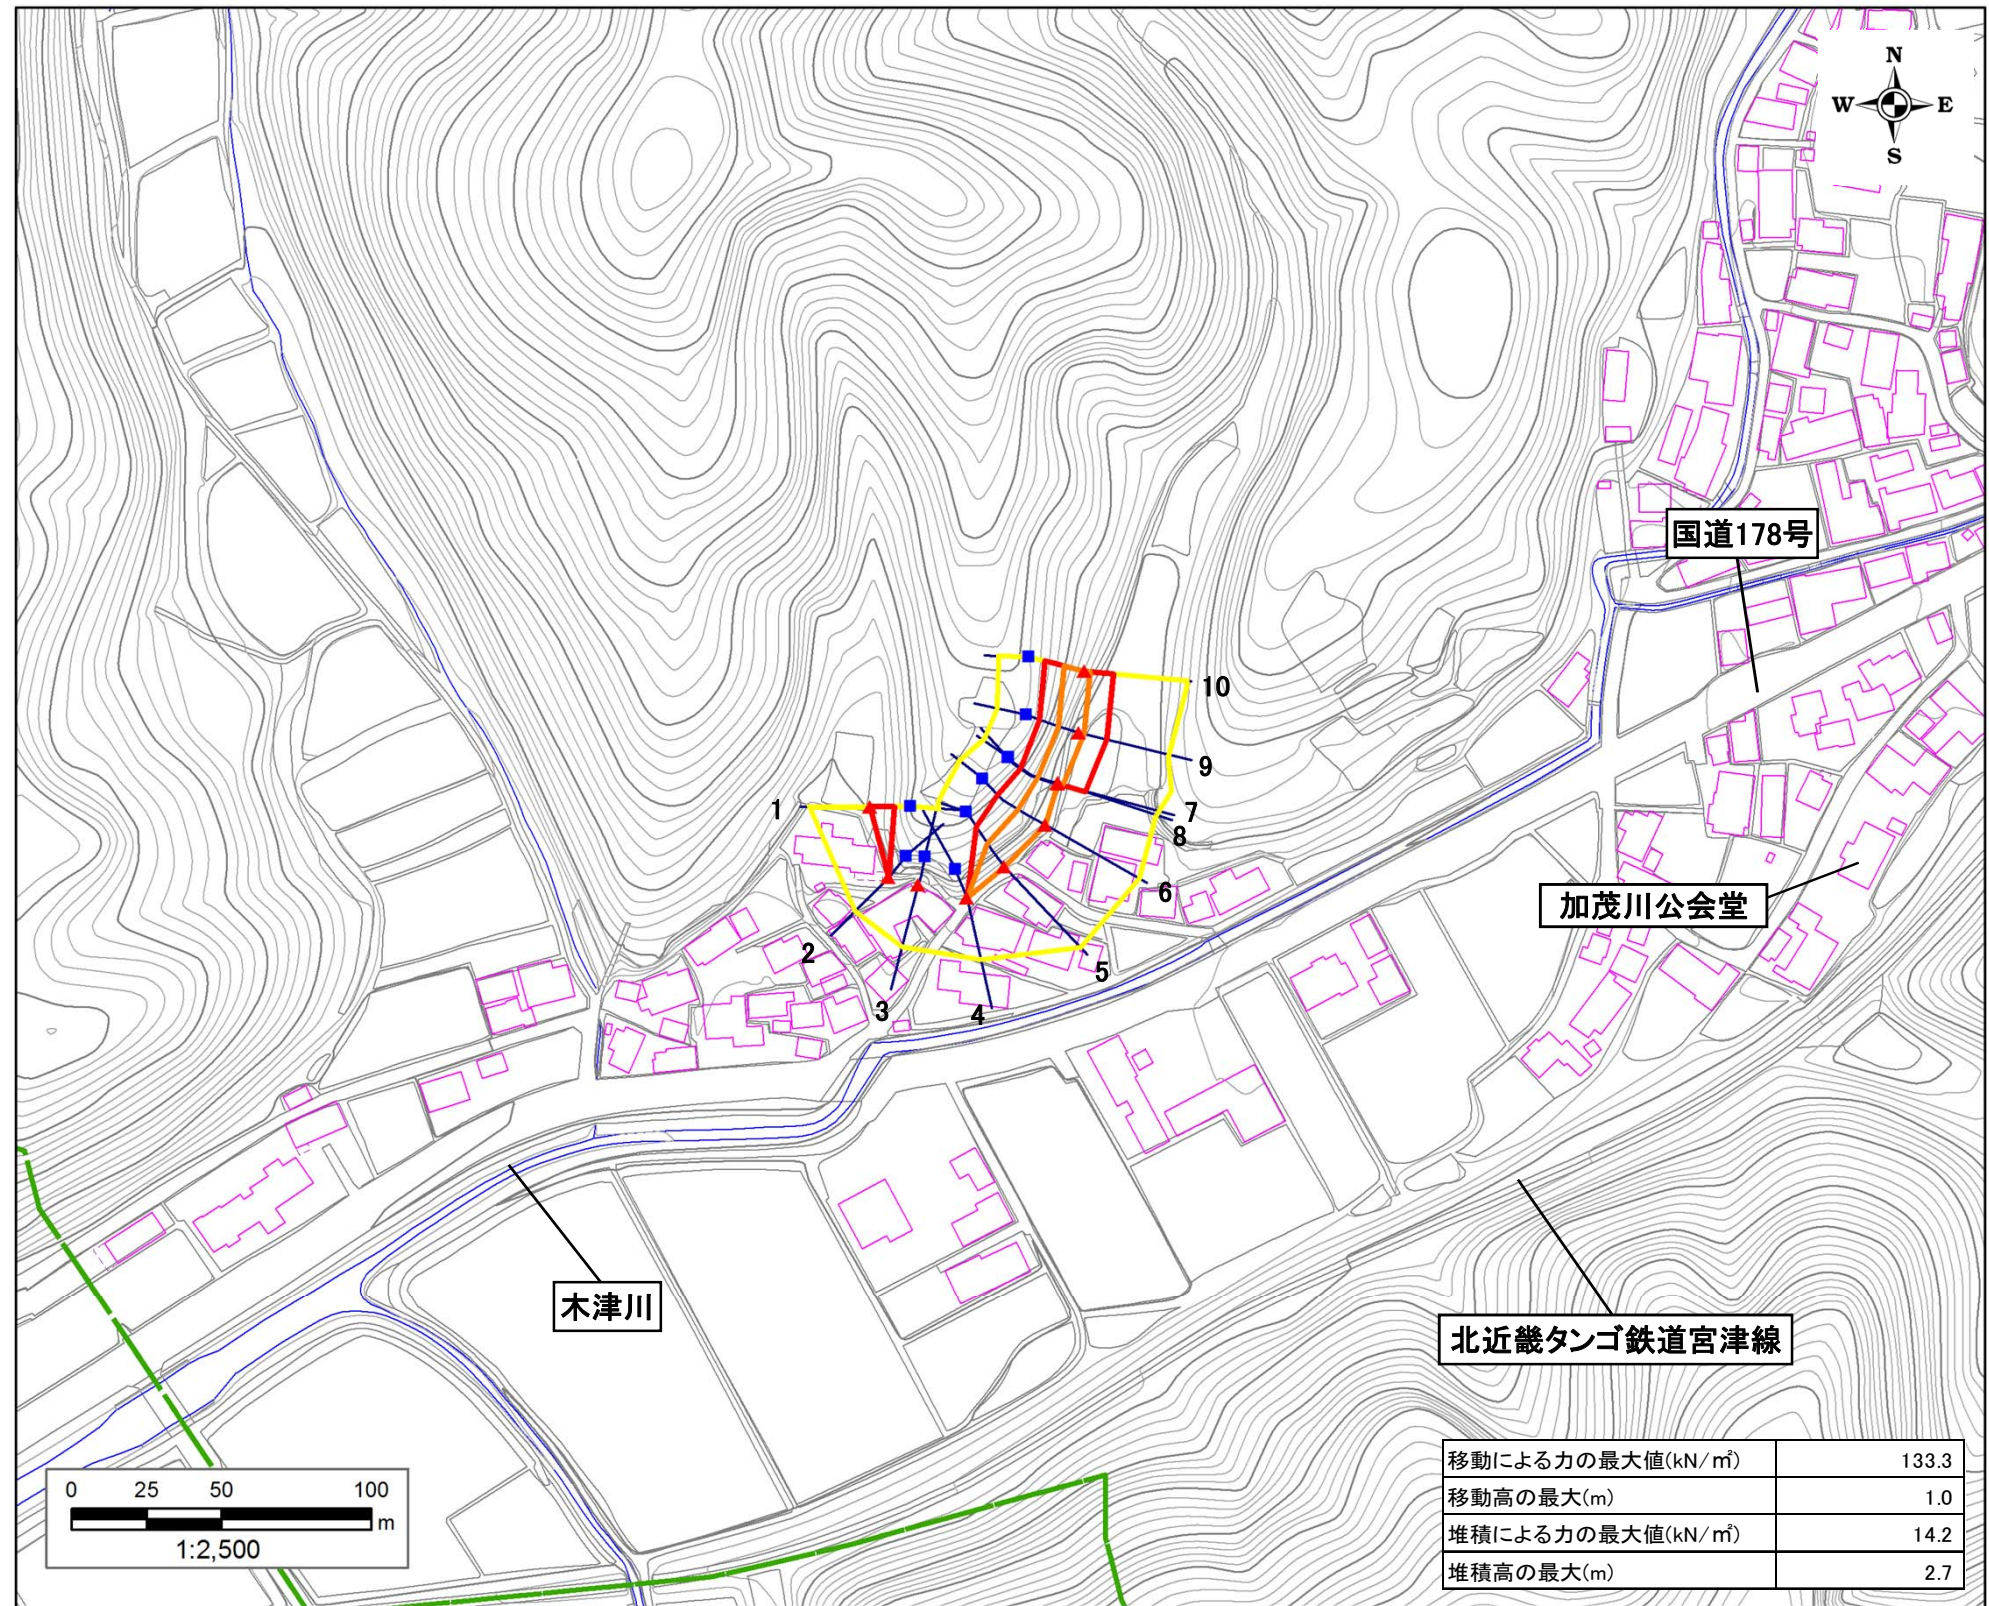 N
W E
S
国道178号
10
9
1
7
8
6
加茂川公会堂
2
5
3
4
木津川
北近畿タンゴ鉄道宮津線
移動による力の最大値(kN/㎡) 133.3
移動高の最大(m) 1.0
堆積による力の最大値(kN/㎡) 14.2
堆積高の最大(m) 2.7
0 25 50 100
m
1:2,500